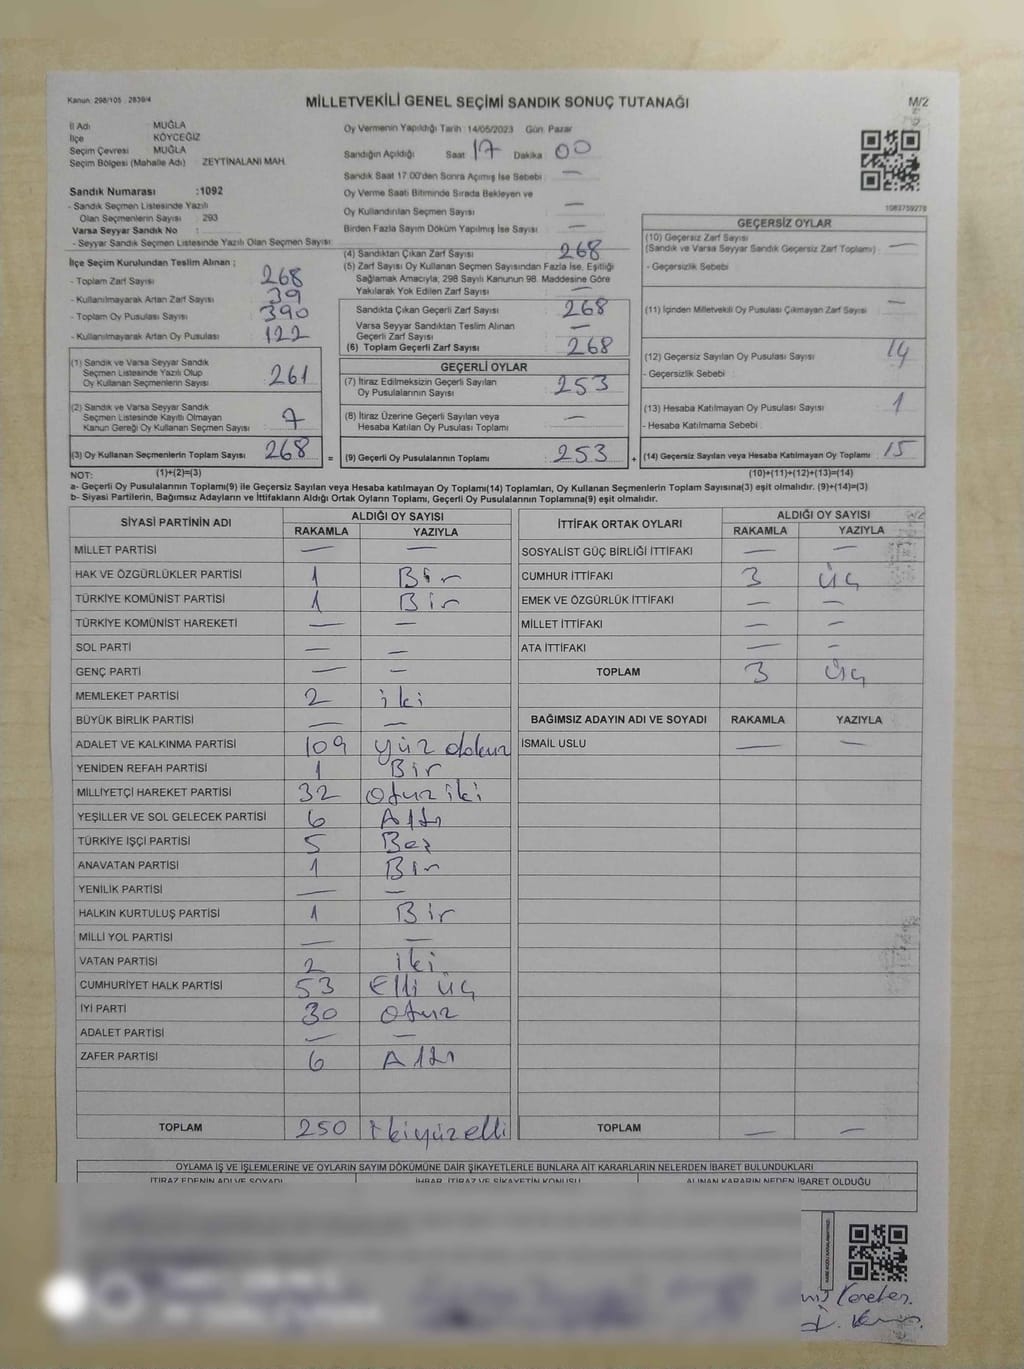 Kanun: 298/105 : 2839/4
MİLLETVEKİLİ GENEL SEÇİMİ SANDIK SONUÇ TUTANAĞI
M/2
İl Adı MUĞLA
İlçe KÖYCEĞİZ
Seçim Çevresi MUĞLA
Seçim Bölgesi (Mahalle Adı) ZEYTİNALANI MAH.
Sandık Numarası :1092
- Sandık Seçmen Listesinde Yazılı
Olan Seçmenlerin Sayısı : 293
Varsa Seyyar Sandık No :
- Seyyar Sandık Seçmen Listesinde Yazılı Olan Seçmen Sayısı:
Oy Vermenin Yapıldığı Tarih :14/05/2023 Gün: Pazar
Sandığın Açıldığı: Saat 17 Dakika 00
Sandık Saat 17:00'den Sonra Açımış İse Sebebi : —
Oy Verme Saati Bitiminde Sırada Bekleyen ve
Oy Kullandırılan Seçmen Sayısı —
Birden Fazla Sayım Döküm Yapılmış İse Sayısı —
1083759278
İlçe Seçim Kurulundan Teslim Alınan ;
- Toplam Zarf Sayısı : 268
- Kullanılmayarak Artan Zarf Sayısı : 39
- Toplam Oy Pusulası Sayısı : 390
- Kullanılmayarak Artan Oy Pusulası : 122
(4) Sandıktan Çıkan Zarf Sayısı 268
(5) Zarf Sayısı Oy Kullanan Seçmen Sayısından Fazla İse, Eşitliği
Sağlamak Amacıyla, 298 Sayılı Kanunun 98. Maddesine Göre
Yakılarak Yok Edilen Zarf Sayısı —
Sandıkta Çıkan Geçerli Zarf Sayısı 268
Varsa Seyyar Sandıktan Teslim Alınan
Geçerli Zarf Sayısı —
(6) Toplam Geçerli Zarf Sayısı 268
GEÇERSİZ OYLAR
(10) Geçersiz Zarf Sayısı
(Sandık ve Varsa Seyyar Sandık Geçersiz Zarf Toplamı) : —
- Geçersizlik Sebebi
(11) İçinden Milletvekili Oy Pusulası Çıkmayan Zarf Sayısı : —
(12) Geçersiz Sayılan Oy Pusulası Sayısı 14
- Geçersizlik Sebebi :
(13) Hesaba Katılmayan Oy Pusulası Sayısı 1
- Hesaba Katılmama Sebebi
(14) Geçersiz Sayılan veya Hesaba Katılmayan Oy Toplamı : 15
(1) Sandık ve Varsa Seyyar Sandık
Seçmen Listesinde Yazılı Olup
Oy Kullanan Seçmenlerin Sayısı 261
(2) Sandık ve Varsa Seyyar Sandık
Seçmen Listesinde Kayıtlı Olmayan
Kanun Gereği Oy Kullanan Seçmen Sayısı 7
(3) Oy Kullanan Seçmenlerin Toplam Sayısı 268 =
GEÇERLİ OYLAR
(7) İtiraz Edilmeksizin Geçerli Sayılan
Oy Pusulalarının Sayısı 253
(8) İtiraz Üzerine Geçerli Sayılan veya
Hesaba Katılan Oy Pusulası Toplamı —
(9) Geçerli Oy Pusulalarının Toplamı 253 +
NOT: (1)+(2)=(3) (10)+(11)+(12)+(13)=(14)
a- Geçerli Oy Pusulalarının Toplamı(9) ile Geçersiz Sayılan veya Hesaba katılmayan Oy Toplamı(14) Toplamları, Oy Kullanan Seçmenlerin Toplam Sayısına(3) eşit olmalıdır. (9)+(14)=(3)
b- Siyasi Partilerin, Bağımsız Adayların ve İttifakların Aldığı Ortak Oyların Toplamı, Geçerli Oy Pusulalarının Toplamına(9) eşit olmalıdır.
SİYASİ PARTİNİN ADI ALDIĞI OY SAYISI
RAKAMLA YAZIYLA
MİLLET PARTİSİ — —
HAK VE ÖZGÜRLÜKLER PARTİSİ 1 Bir
TÜRKİYE KOMÜNİST PARTİSİ 1 Bir
TÜRKİYE KOMÜNİST HAREKETİ — —
SOL PARTİ — —
GENÇ PARTİ — —
MEMLEKET PARTİSİ 2 iki
BÜYÜK BİRLİK PARTİSİ — —
ADALET VE KALKINMA PARTİSİ 109 yüz dokuz
YENİDEN REFAH PARTİSİ 1 Bir
MİLLİYETÇİ HAREKET PARTİSİ 32 Otuz iki
YEŞİLLER VE SOL GELECEK PARTİSİ 6 Altı
TÜRKİYE İŞÇİ PARTİSİ 5 Beş
ANAVATAN PARTİSİ 1 Bir
YENİLİK PARTİSİ — —
HALKIN KURTULUŞ PARTİSİ 1 Bir
MİLLİ YOL PARTİSİ — —
VATAN PARTİSİ 2 iki
CUMHURİYET HALK PARTİSİ 53 Elli üç
İYİ PARTİ 30 Otuz
ADALET PARTİSİ — —
ZAFER PARTİSİ 6 Altı
TOPLAM 250 ikiyüzelli
İTTİFAK ORTAK OYLARI ALDIĞI OY SAYISI
RAKAMLA YAZIYLA
SOSYALİST GÜÇ BİRLİĞİ İTTİFAKI — —
CUMHUR İTTİFAKI 3 üç
EMEK VE ÖZGÜRLÜK İTTİFAKI — —
MİLLET İTTİFAKI — —
ATA İTTİFAKI — —
TOPLAM 3 üç
BAĞIMSIZ ADAYIN ADI VE SOYADI RAKAMLA YAZIYLA
İSMAİL USLU — —
TOPLAM — —
OYLAMA İŞ VE İŞLEMLERİNE VE OYLARIN SAYIM DÖKÜMÜNE DAİR ŞİKAYETLERLE BUNLARA AİT KARARLARIN NELERDEN İBARET BULUNDUKLARI
İTİRAZ EDENİN ADI VE SOYADI İHBAR, İTİRAZ VE ŞİKAYETİN KONUSU ALINAN KARARIN NEDEN İBARET OLDUĞU